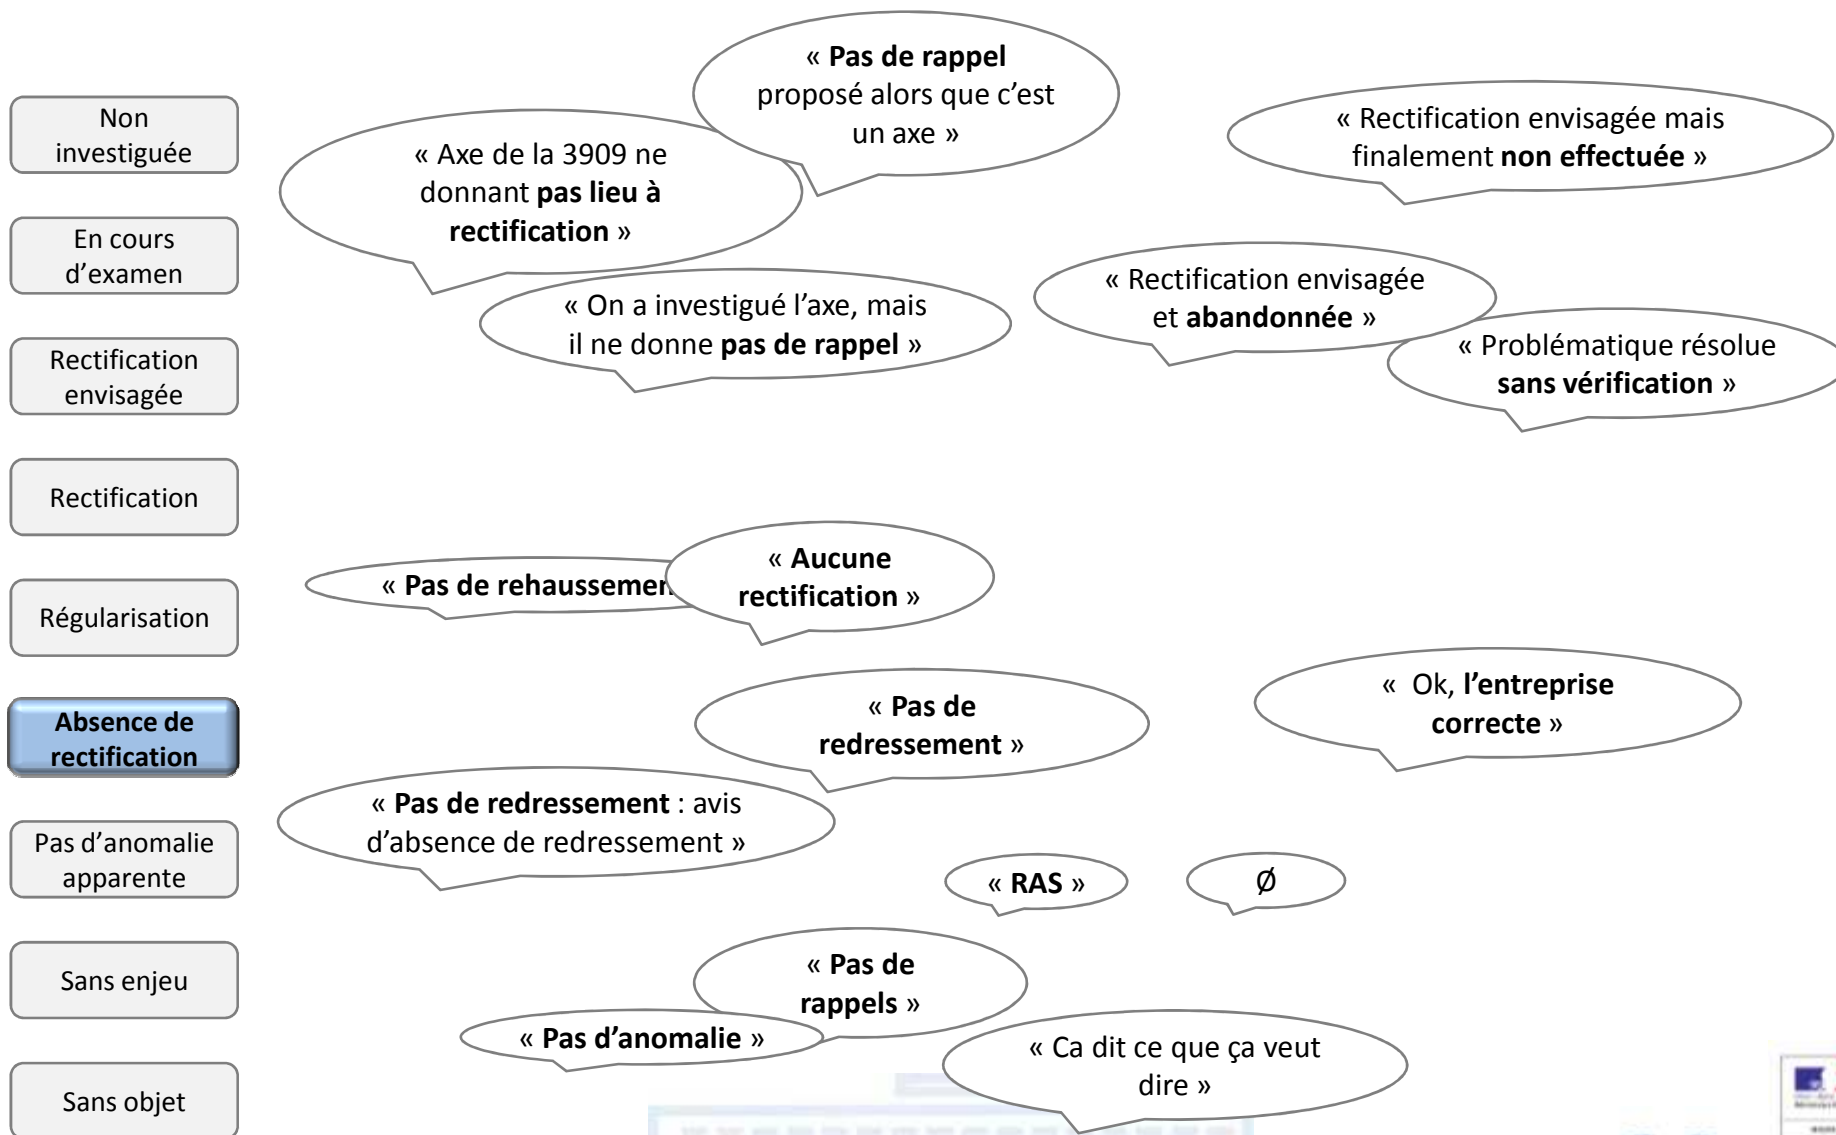 Non
investiguée
En cours
d’examen
Rectification
envisagée
Rectification
Régularisation
Absence de
rectification
Pas d’anomalie
apparente
Sans enjeu
Sans objet
« Pas de rappel
proposé alors que c’est
un axe »
« Axe de la 3909 ne
donnant pas lieu à
rectification »
« Rectification envisagée mais
finalement non effectuée »
« On a investigué l’axe, mais
il ne donne pas de rappel »
« Rectification envisagée
et abandonnée »
« Problématique résolue
sans vérification »
« Pas de rehaussemen
« Aucune
rectification »
« Pas de
redressement »
« Ok, l’entreprise
correcte »
« Pas de redressement : avis
d’absence de redressement »
« RAS »
Ø
« Pas de
rappels »
« Pas d’anomalie »
« Ca dit ce que ça veut
dire »